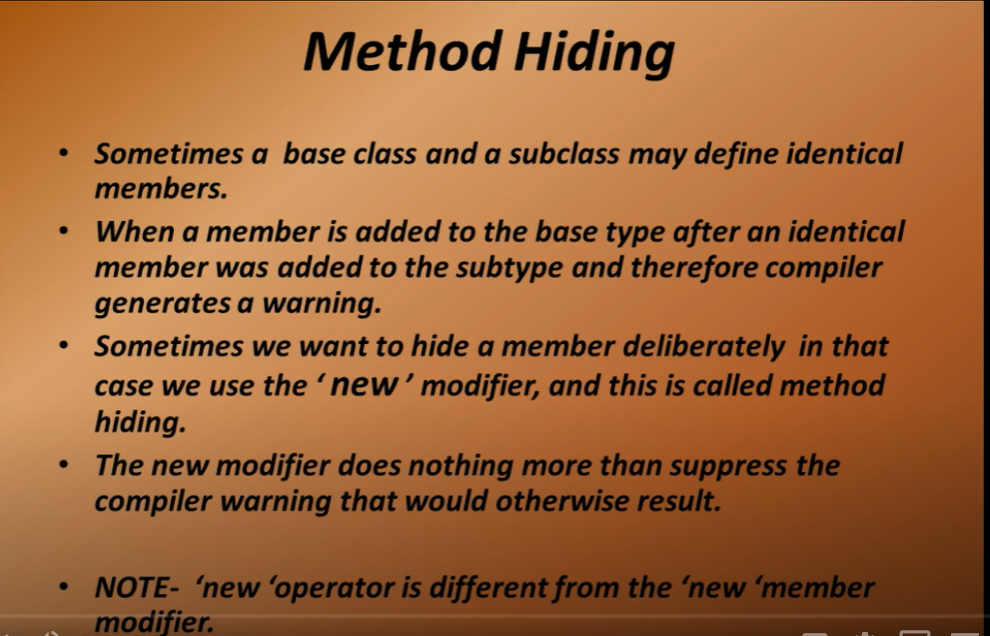 Method Hiding
• Sometimes a base class and a subclass may define identical
members.
• When a member is added to the base type after an identical
member was added to the subtype and therefore compiler
generates a warning.
• Sometimes we want to hide a member deliberately in that
case we use the ‘ new ’ modifier, and this is called method
hiding.
• The new modifier does nothing more than suppress the
compiler warning that would otherwise result.
• NOTE- ‘new ‘operator is different from the ‘new ‘member
modifier.